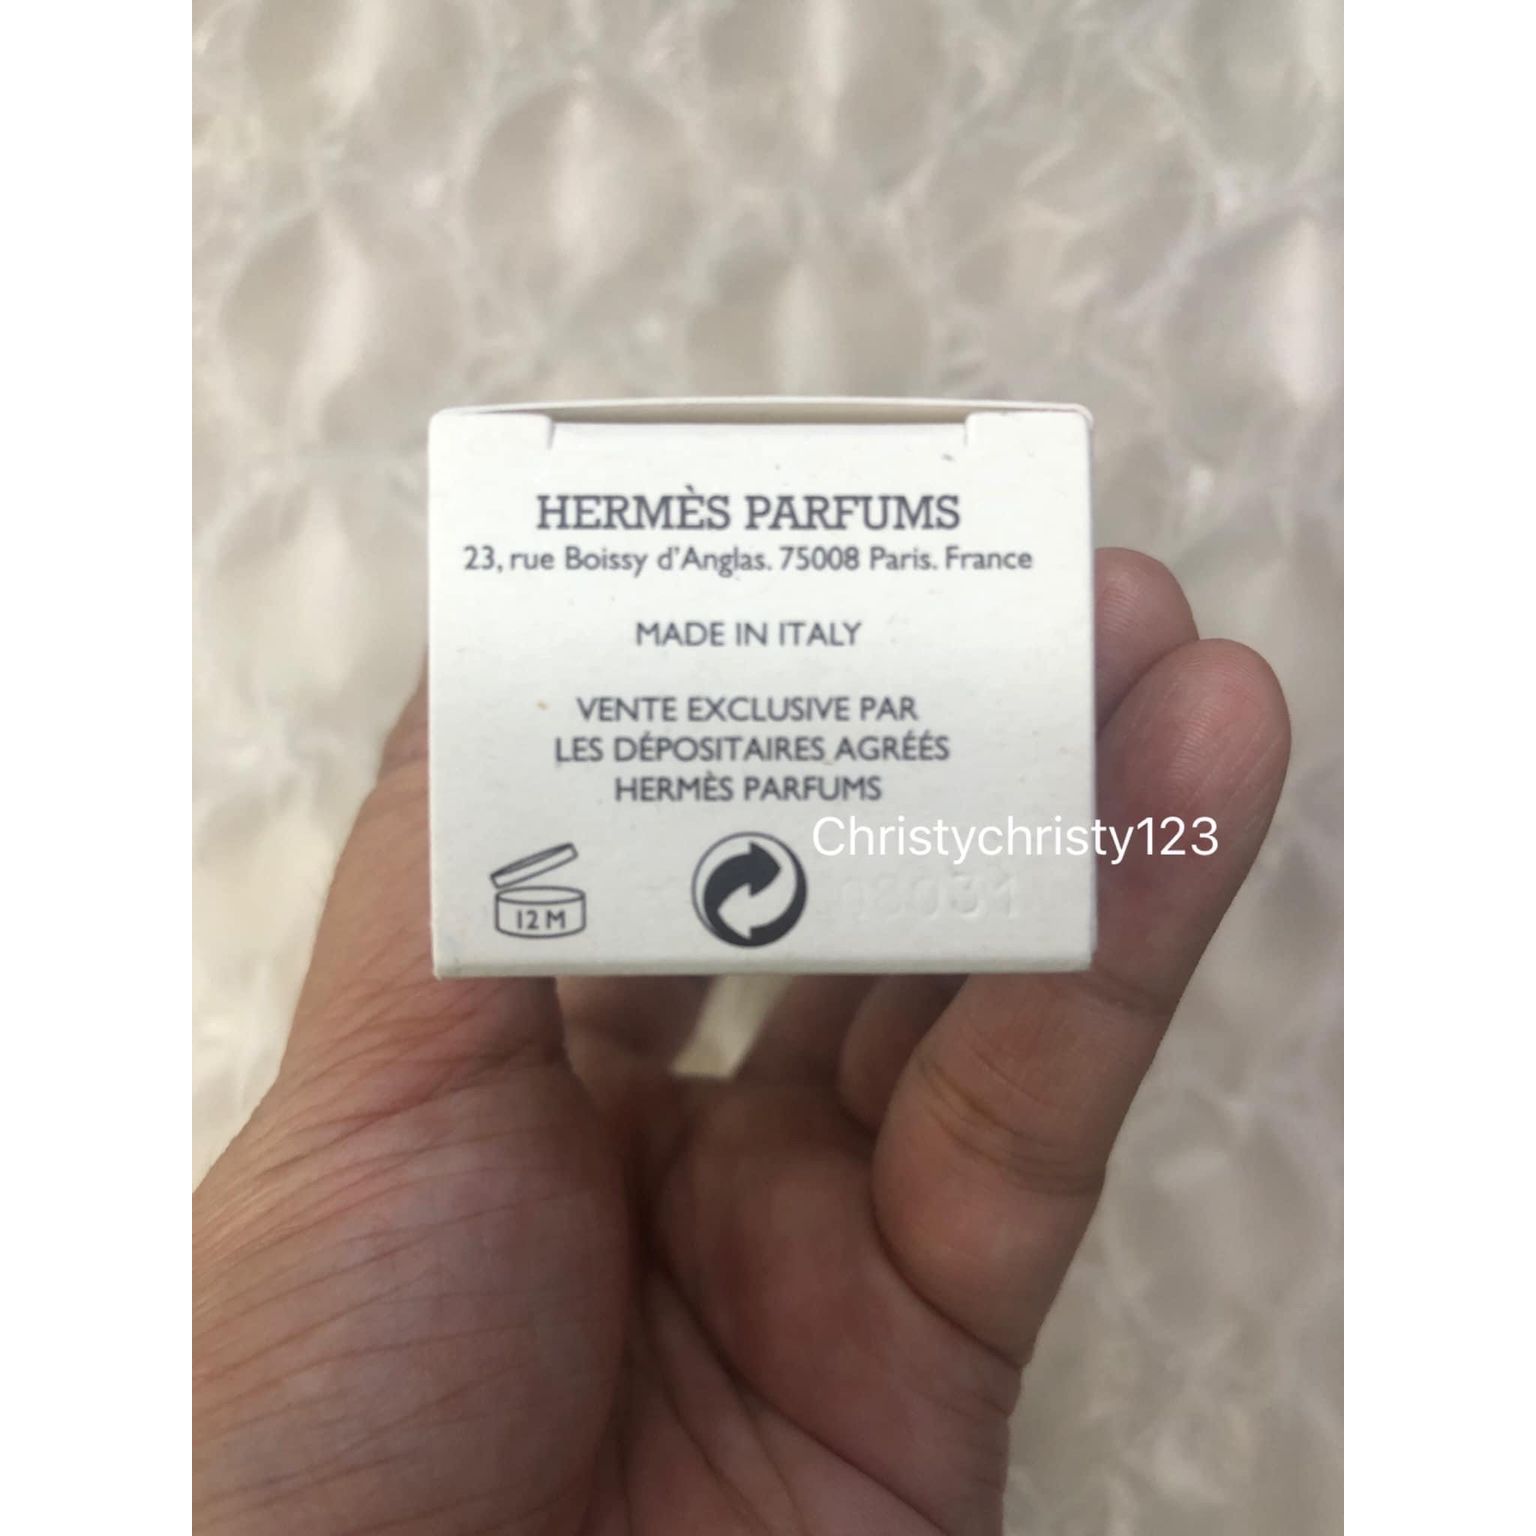 HERMÈS PARFUMS
23, rue Boissy d'Anglas. 75008 Paris. France
MADE IN ITALY
VENTE EXCLUSIVE PAR
LES DÉPOSITAIRES AGRÉÉS
HERMÈS PARFUMS
Christychristy123
12 M